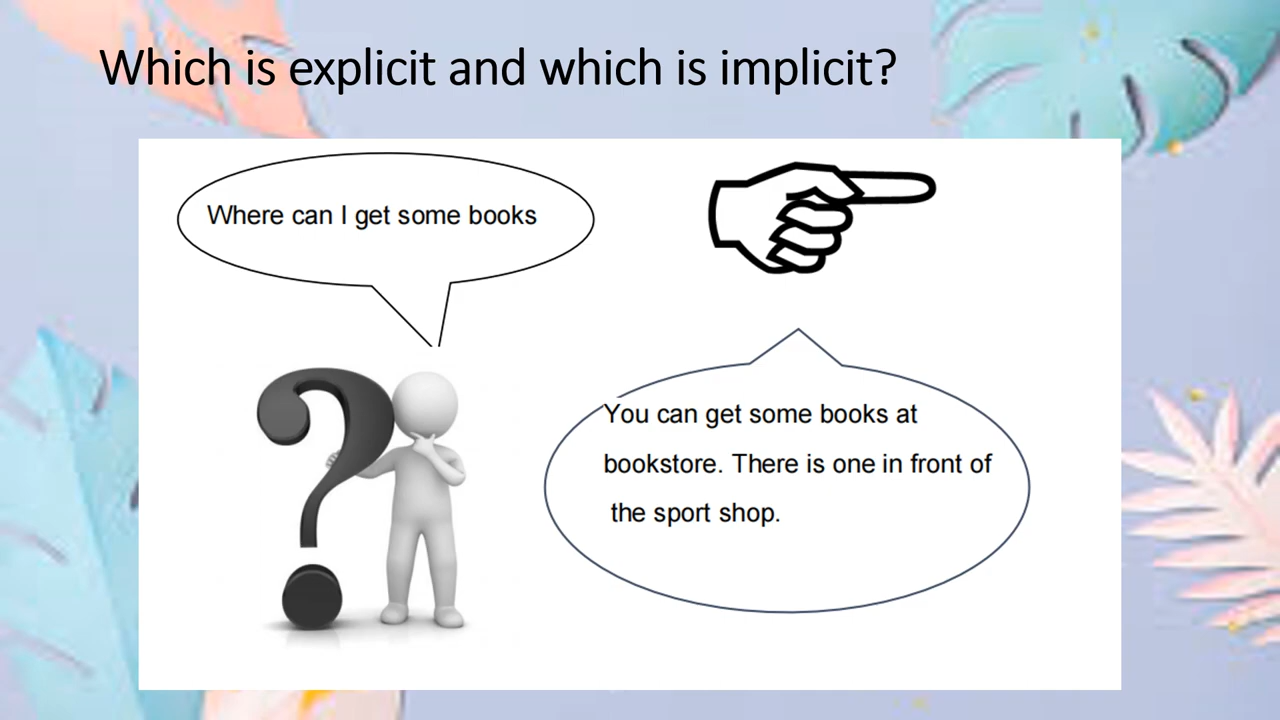 Which is explicit and which is implicit?
Where can I get some books
You can get some books at
bookstore. There is one in front of
the sport shop.